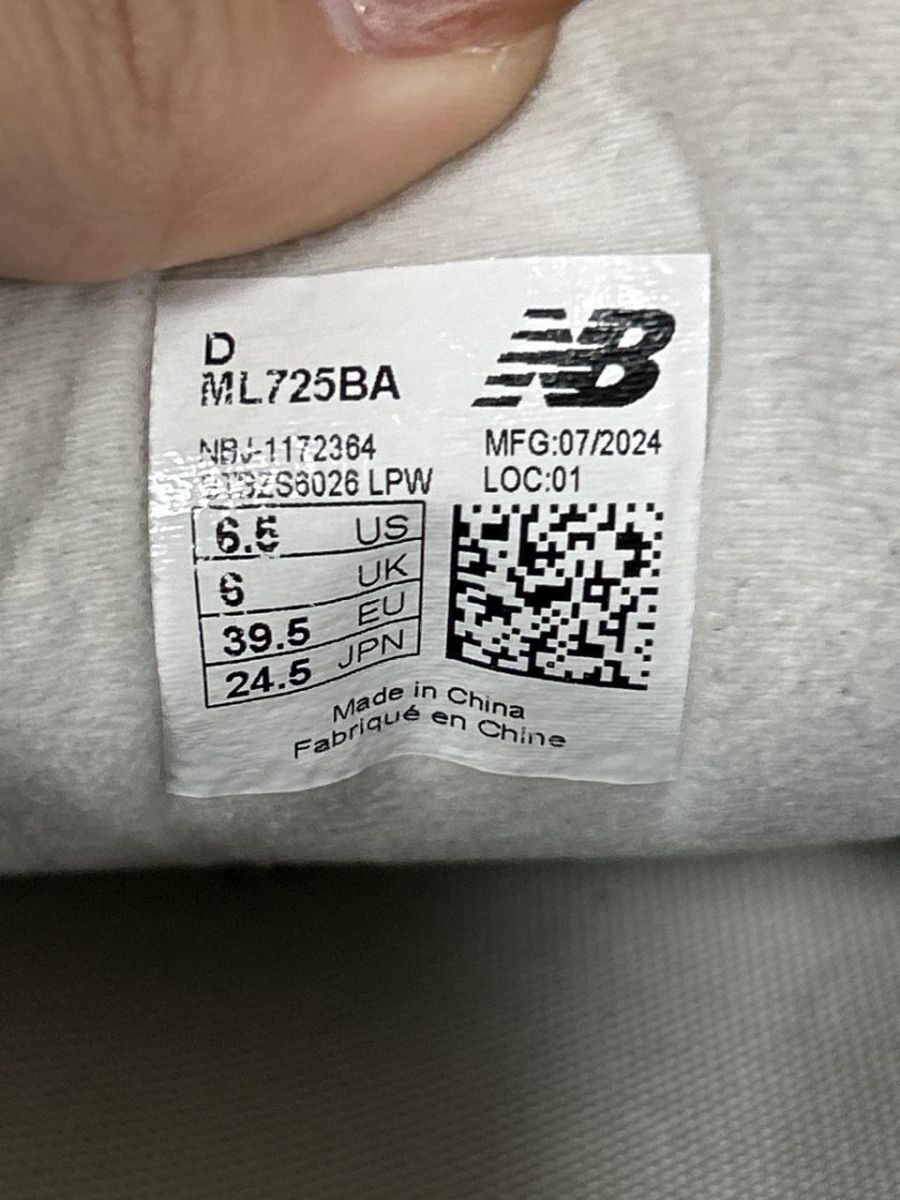 D
NB
ML725BA
NBJ-1172364
MFG:07/2024
LPW
LOC:01
6.5 US
6 UK
39.5 EU
24.5 JPN
Made in China
Fabriqué en Chine